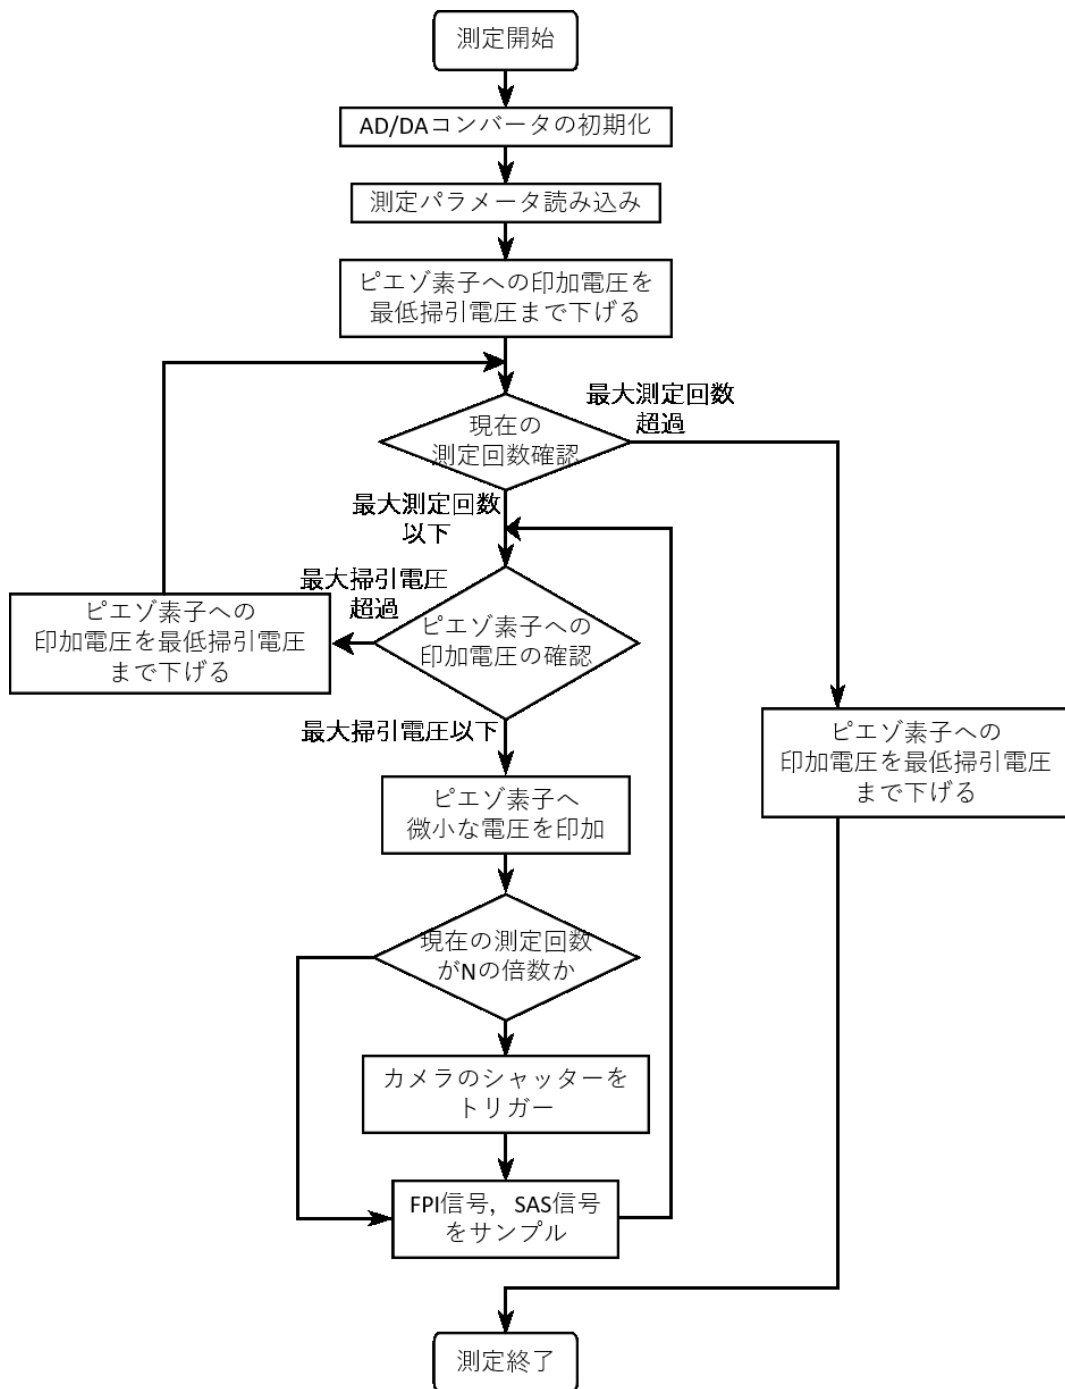 測定開始
AD/DAコンバータの初期化
測定パラメータ読み込み
ピエゾ素子への印加電圧を
最低掃引電圧まで下げる
最大測定回数
超過
現在の
測定回数確認
最大測定回数
以下
最大掃引電圧
超過
ピエゾ素子への
印加電圧を最低掃引電圧
まで下げる
ピエゾ素子への
印加電圧の確認
最大掃引電圧以下
ピエゾ素子への
印加電圧を最低掃引電圧
まで下げる
ピエゾ素子へ
微小な電圧を印加
現在の測定回数
がNの倍数か
カメラのシャッターを
トリガー
FPI信号，SAS信号
をサンプル
測定終了